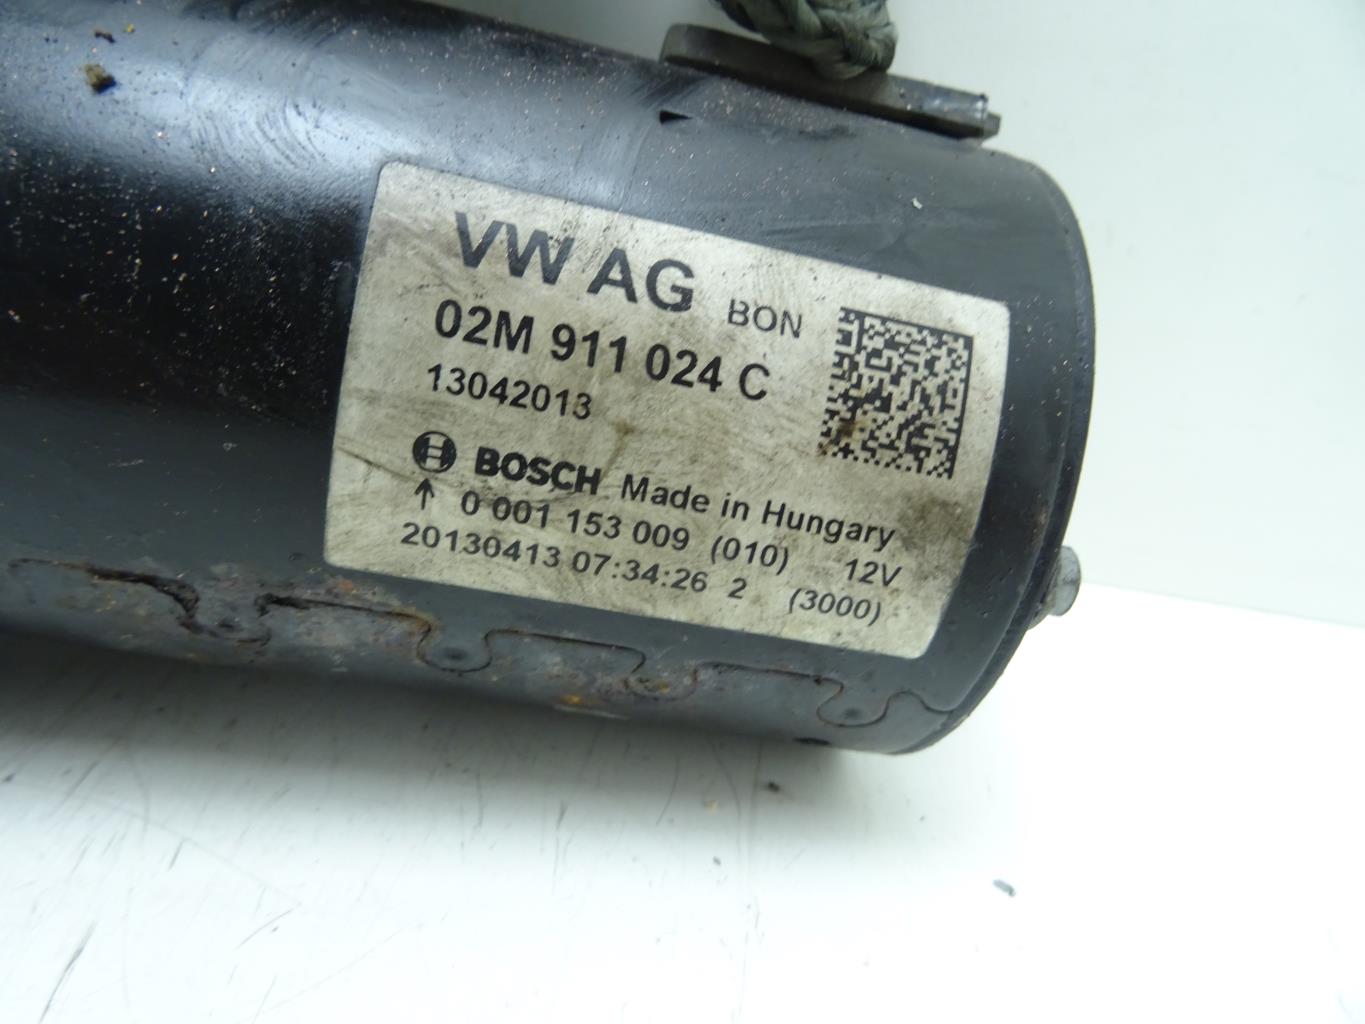 VW AG BON
02M 911 024 C
13042013
BOSCH Made in Hungary
↑ 0 001 153 009 (010) 12V
20130413 07:34:26 2 (3000)